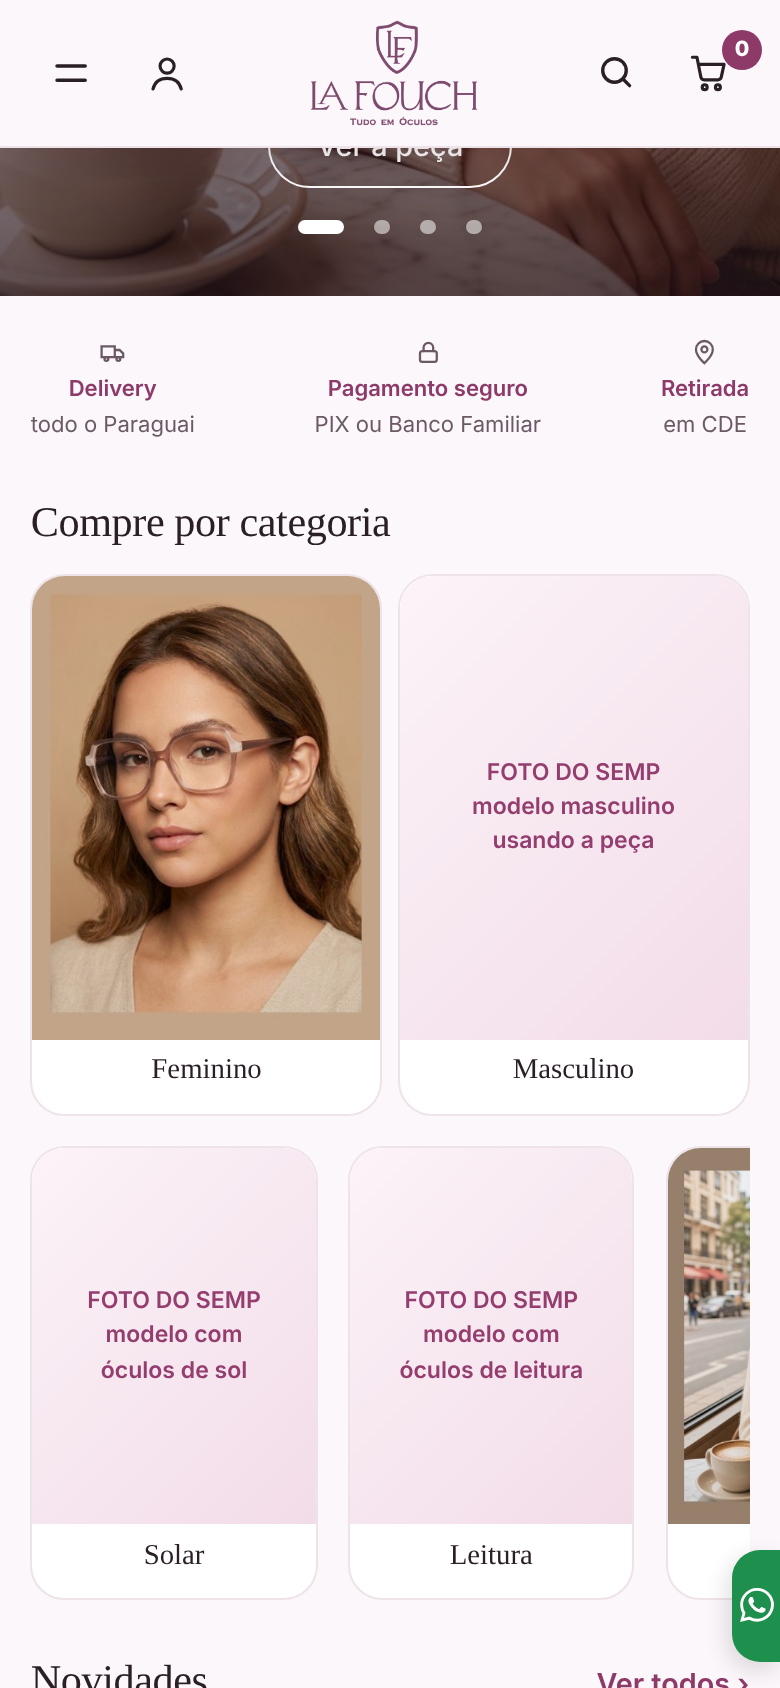 LF
LA FOUCH
TUDO EM ÓCULOS
0
Ver a peça
Delivery
todo o Paraguai
Pagamento seguro
PIX ou Banco Familiar
Retirada
em CDE
Compre por categoria
FOTO DO SEMP
modelo masculino
usando a peça
Feminino
Masculino
FOTO DO SEMP
modelo com
óculos de sol
FOTO DO SEMP
modelo com
óculos de leitura
Solar
Leitura
Novidades
Ver todos ›